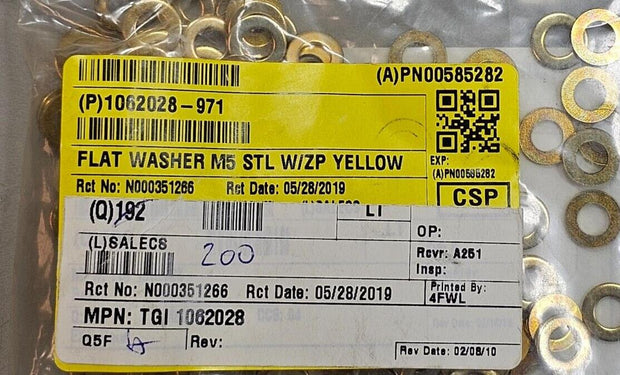 (A)PN00585282
(P)1062028-971
FLAT WASHER M5 STL W/ZP YELLOW
EXP:
(A)PN00585282
Rct No: N000351266 Rct Date: 05/28/2019
CSP
(Q)192
LT
OP:
(L)SALECS
200
Rcvr: A251
Insp:
Rct No: N000351266 Rct Date: 05/28/2019
Printed By:
4FWL
MPN: TGI 1062028
Q5F
Rev:
Rev Date: 02/08/10